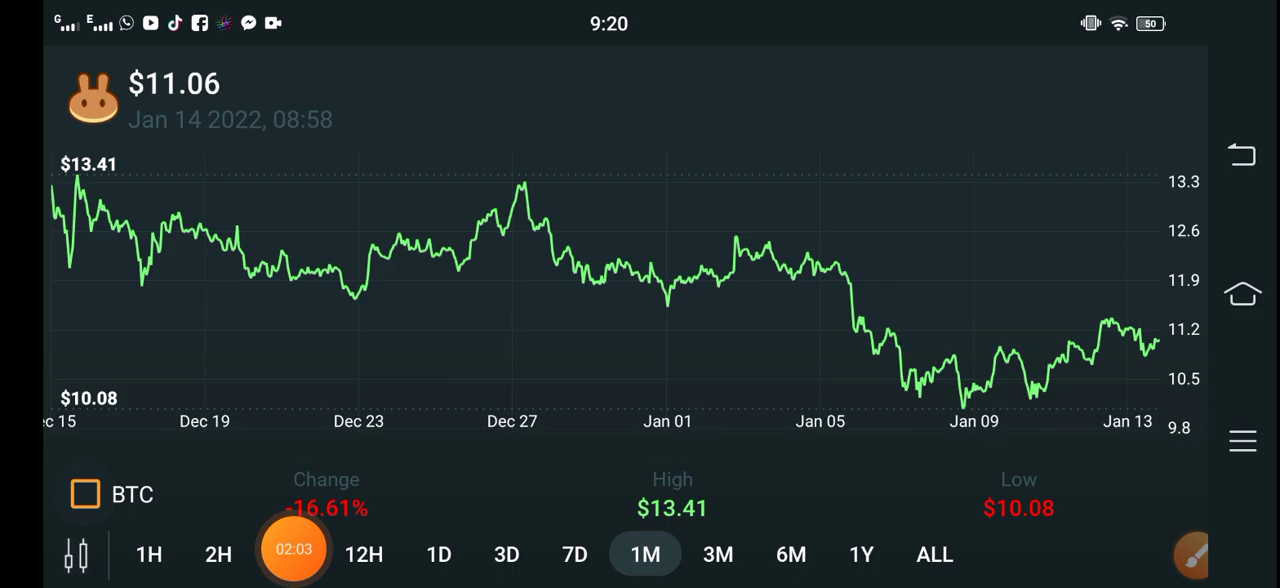 G E 9:20 50
$11.06
Jan 14 2022, 08:58
$13.41
13.3
12.6
11.9
11.2
10.5
$10.08
9.8
c 15 Dec 19 Dec 23 Dec 27 Jan 01 Jan 05 Jan 09 Jan 13
BTC
Change High Low
-16.61% $13.41 $10.08
1H 2H 02:03 12H 1D 3D 7D 1M 3M 6M 1Y ALL